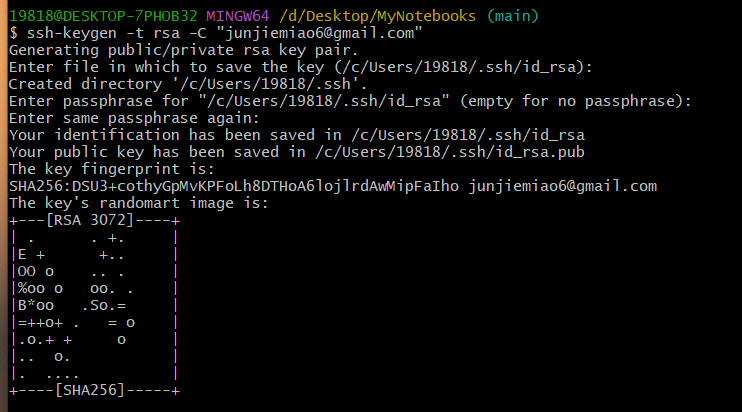 19818@DESKTOP-7PHOB32 MINGW64 /d/Desktop/MyNotebooks (main)
$ ssh-keygen -t rsa -C "junjiemiao6@gmail.com"
Generating public/private rsa key pair.
Enter file in which to save the key (/c/Users/19818/.ssh/id_rsa):
Created directory '/c/Users/19818/.ssh'.
Enter passphrase for "/c/Users/19818/.ssh/id_rsa" (empty for no passphrase):
Enter same passphrase again:
Your identification has been saved in /c/Users/19818/.ssh/id_rsa
Your public key has been saved in /c/Users/19818/.ssh/id_rsa.pub
The key fingerprint is:
SHA256:DSU3+cothyGpMvKPFoLh8DTHoA6lojlrdAwMipFaIho junjiemiao6@gmail.com
The key's randomart image is:
+---[RSA 3072]----+
| .      . +.     |
|E +      +..     |
|OO o    .. .     |
|%oo o   oo. .    |
|B*oo   .So.=     |
|=++o+ .   = o    |
|.o.+ +     o     |
|..  o.           |
|.  ....          |
+----[SHA256]-----+